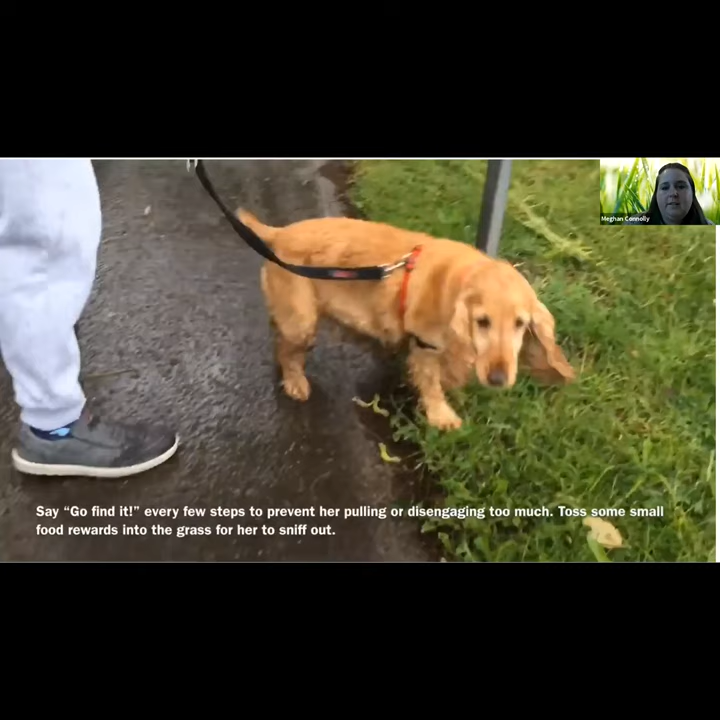 Meghan Connolly
Say “Go find it!” every few steps to prevent her pulling or disengaging too much. Toss some small
food rewards into the grass for her to sniff out.